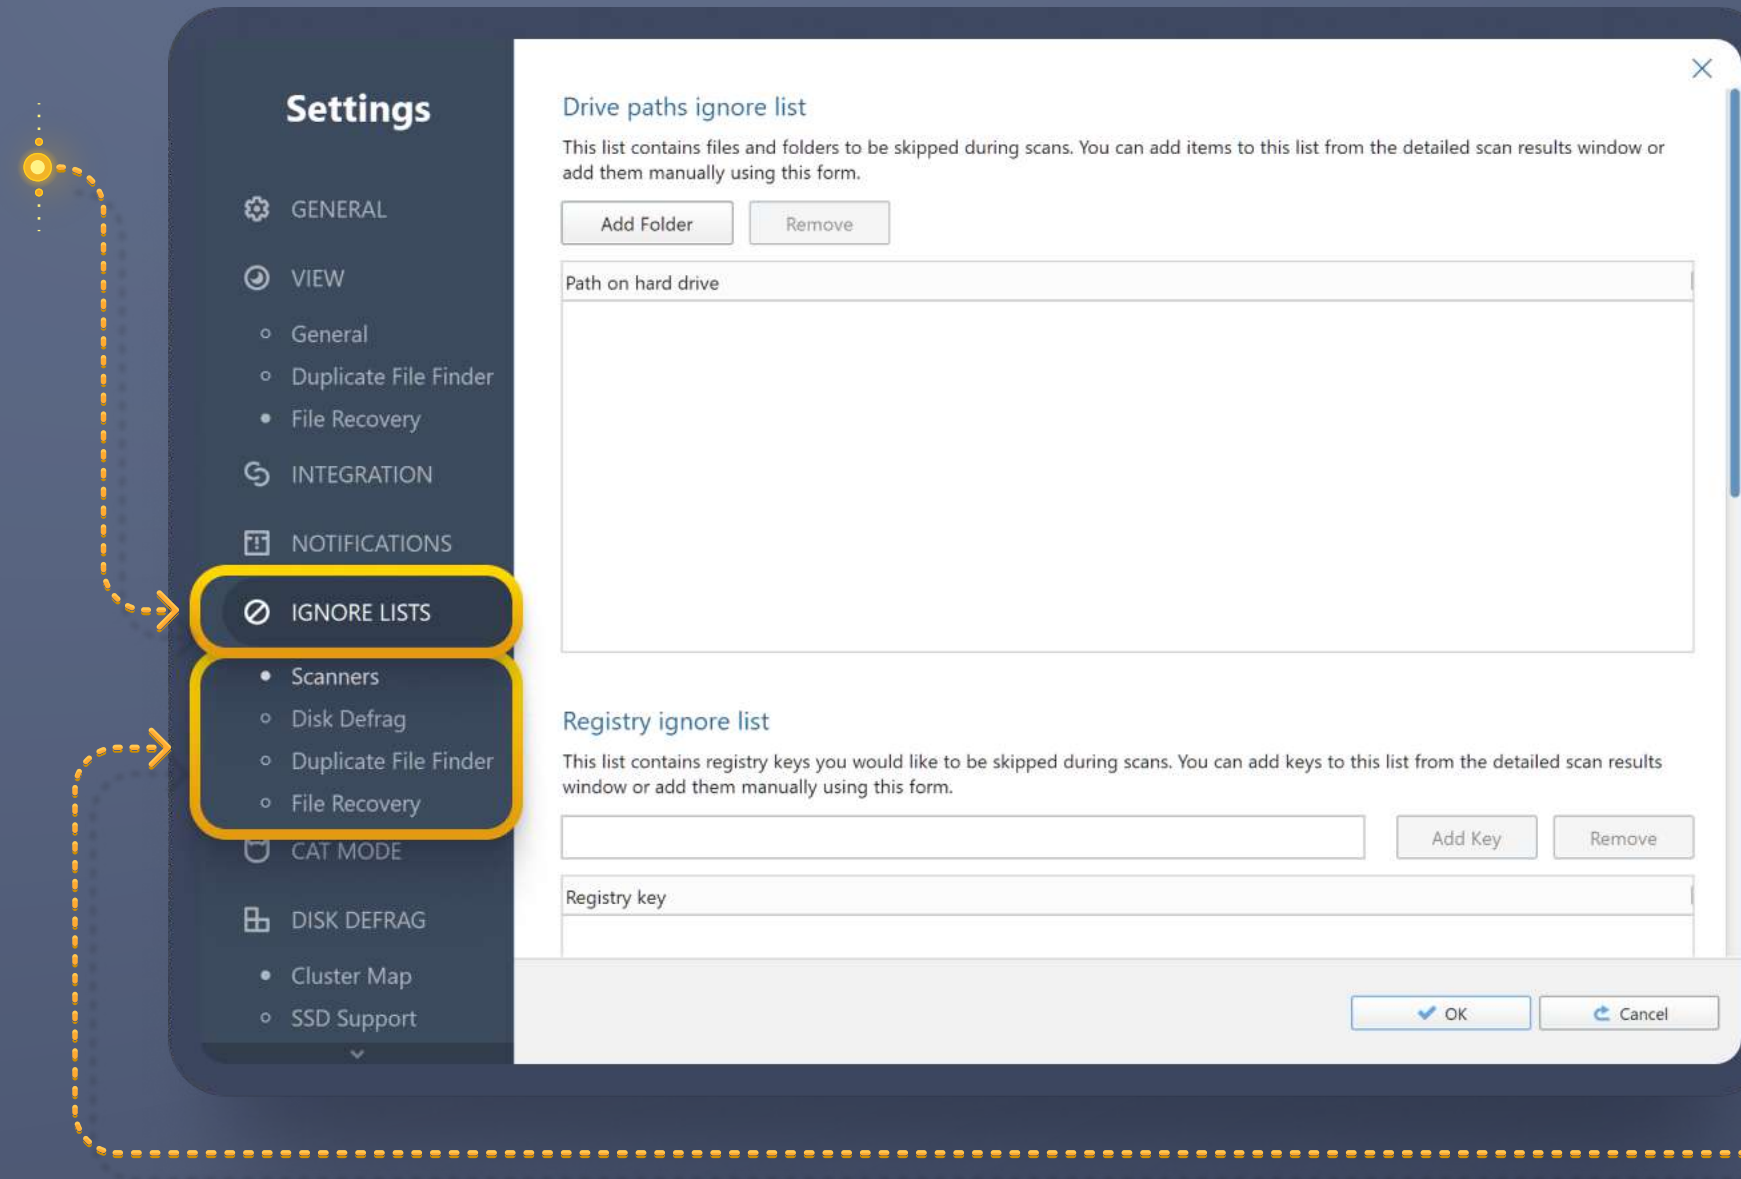 Settings
GENERAL
VIEW
General
Duplicate File Finder
File Recovery
INTEGRATION
NOTIFICATIONS
IGNORE LISTS
Scanners
Disk Defrag
Duplicate File Finder
File Recovery
CAT MODE
DISK DEFRAG
Cluster Map
SSD Support
Drive paths ignore list
This list contains files and folders to be skipped during scans. You can add items to this list from the detailed scan results window or
add them manually using this form.
Add Folder
Remove
Path on hard drive
Registry ignore list
This list contains registry keys you would like to be skipped during scans. You can add keys to this list from the detailed scan results
window or add them manually using this form.
Add Key
Remove
Registry key
OK
Cancel